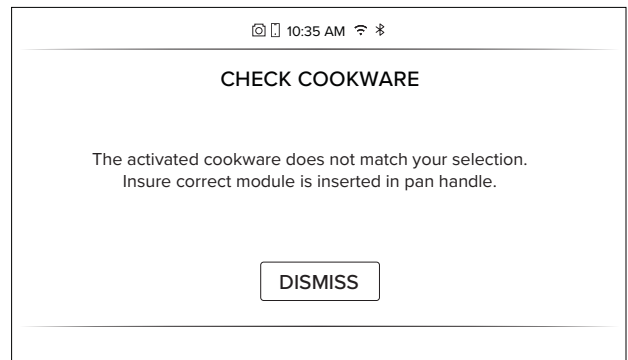 10:35 AM
CHECK COOKWARE
The activated cookware does not match your selection.
Insure correct module is inserted in pan handle.
DISMISS